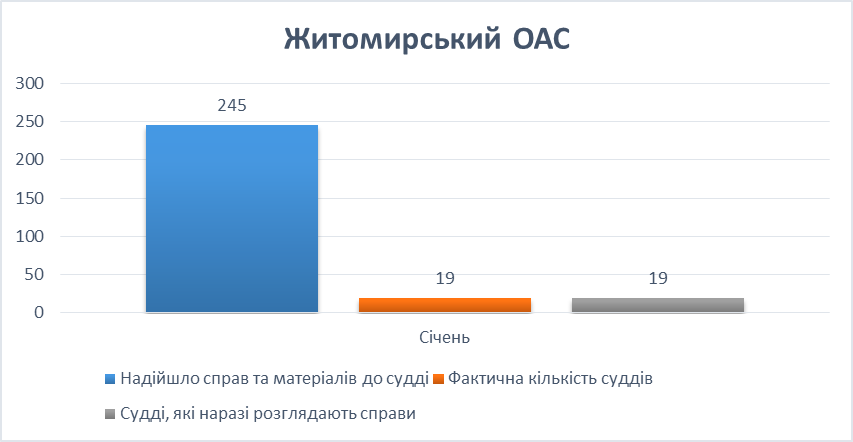 Житомирський ОАС
300
250
200
150
100
50
0
245
19
19
Січень
Надійшло справ та матеріалів до судді Фактична кількість суддів
Судді, які наразі розглядають справи